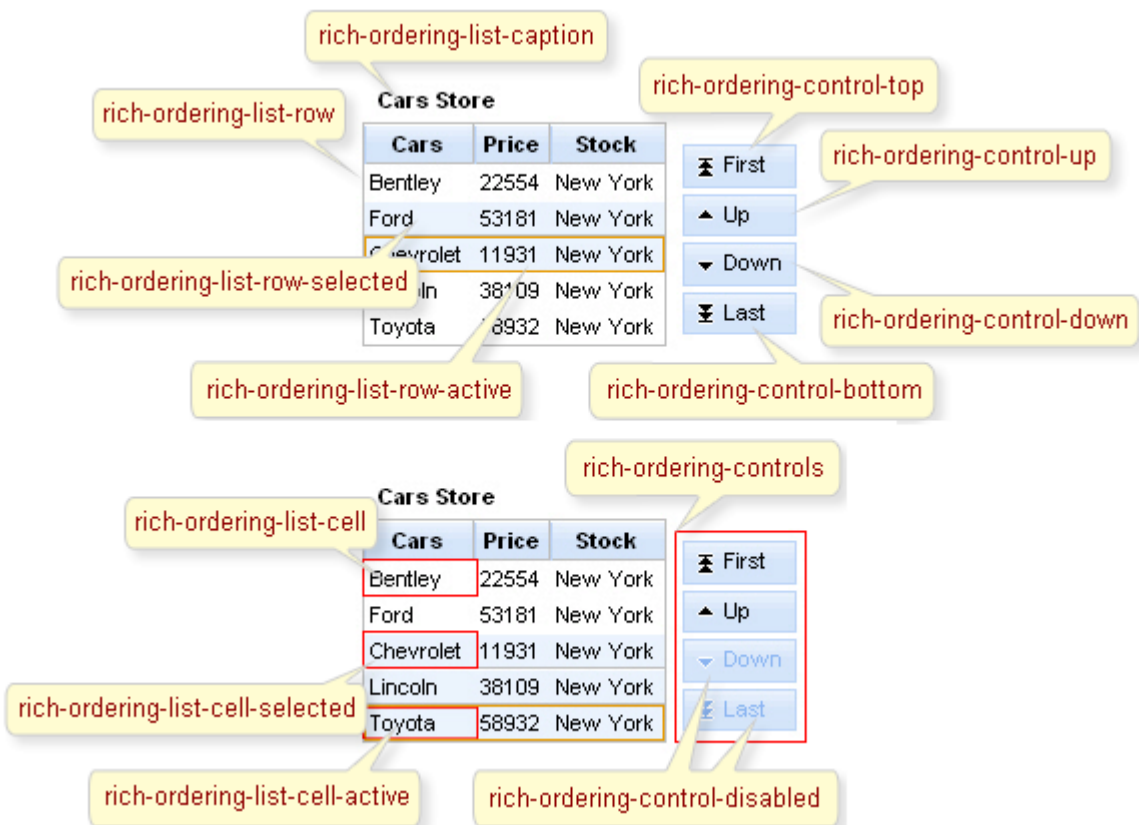 rich-ordering-list-caption
rich-ordering-control-top
rich-ordering-list-row
Cars Store
rich-ordering-control-up
Cars Price Stock
First
Bentley 22554 New York
Up
Ford 53181 New York
11931 New York
Down
rich-ordering-list-row-selected
38109 New York
Last
rich-ordering-control-down
Toyota 8932 New York
rich-ordering-list-row-active
rich-ordering-control-bottom
rich-ordering-controls
Cars Store
rich-ordering-list-cell
Cars Price Stock
First
Bentley 22554 New York
Ford 53181 New York
Up
Chevrolet 11931 New York
Down
Lincoln 38109 New York
rich-ordering-list-cell-selected
Last
Toyota 58932 New York
rich-ordering-list-cell-active
rich-ordering-control-disabled